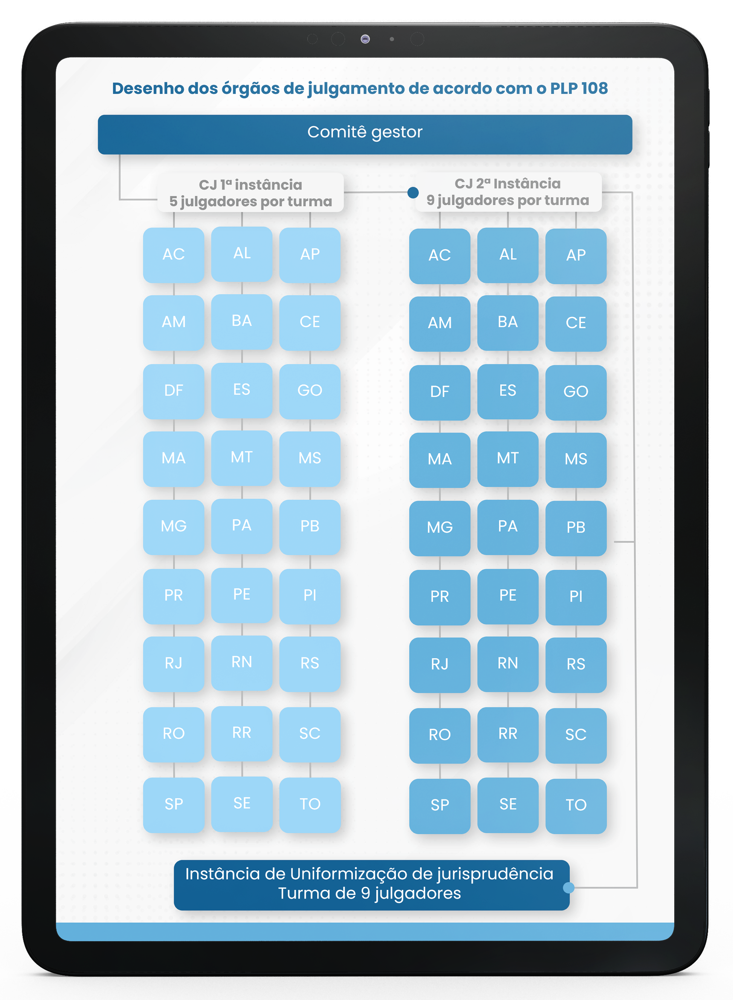 Desenho dos órgãos de julgamento de acordo com o PLP 108
Comitê gestor
CJ 1ª instância
5 julgadores por turma
AC AL AP
AM BA CE
DF ES GO
MA MT MS
MG PA PB
PR PE PI
RJ RN RS
RO RR SC
SP SE TO
CJ 2ª Instância
9 julgadores por turma
AC AL AP
AM BA CE
DF ES GO
MA MT MS
MG PA PB
PR PE PI
RJ RN RS
RO RR SC
SP SE TO
Instância de Uniformização de jurisprudência
Turma de 9 julgadores